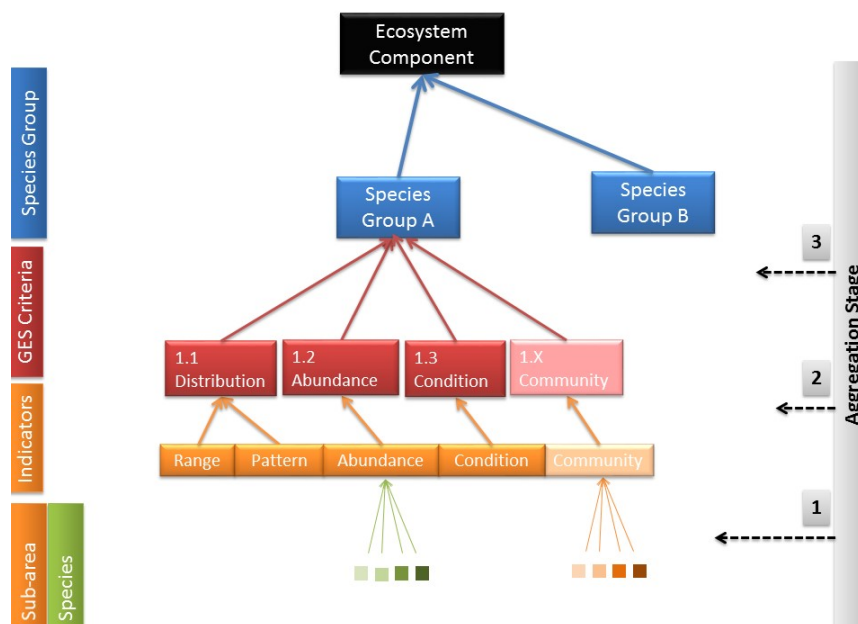 Ecosystem
Component
Species Group
Species
Group A
Species
Group B
3
GES Criteria
1.1
Distribution
1.2
Abundance
1.3
Condition
1.X
Community
2
Aggregation Stage
Indicators
Range
Pattern
Abundance
Condition
Community
1
Sub-area
Species